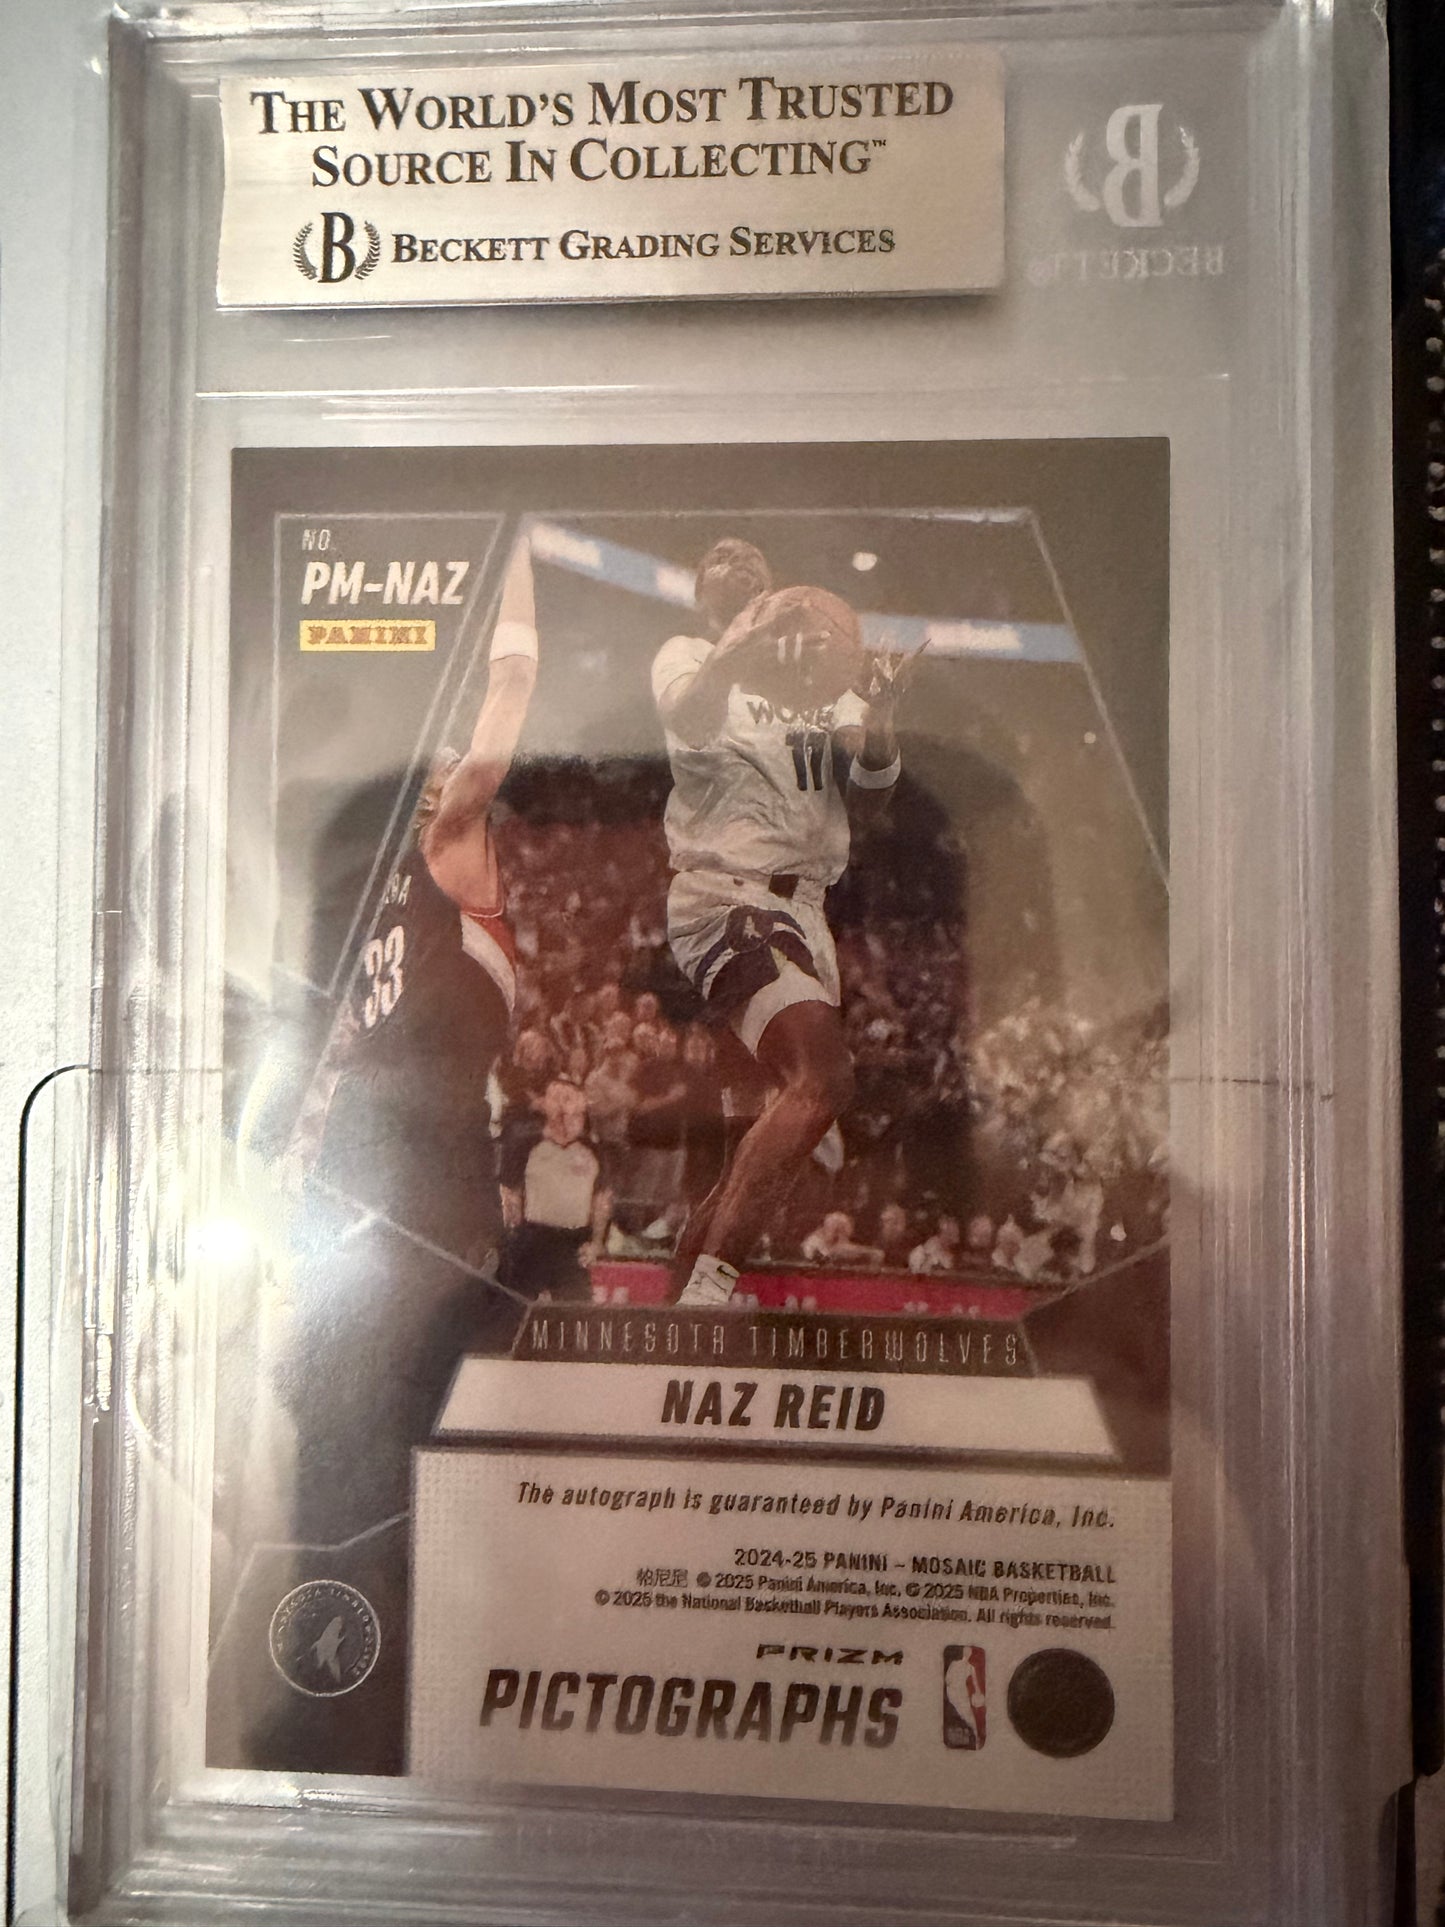 THE WORLD'S MOST TRUSTED
SOURCE IN COLLECTING™
B BECKETT GRADING SERVICES
B
BECKETT
NO.
PM-NAZ
PANINI
WOLVES
11
33
MINNESOTA TIMBERWOLVES
NAZ REID
The autograph is guaranteed by Panini America, Inc.
2024-25 PANINI – MOSAIC BASKETBALL
帕尼尼 © 2025 Panini America, Inc. © 2025 NBA Properties, Inc.
© 2025 the National Basketball Players Association. All rights reserved.
PRIZM
PICTOGRAPHS
NBA